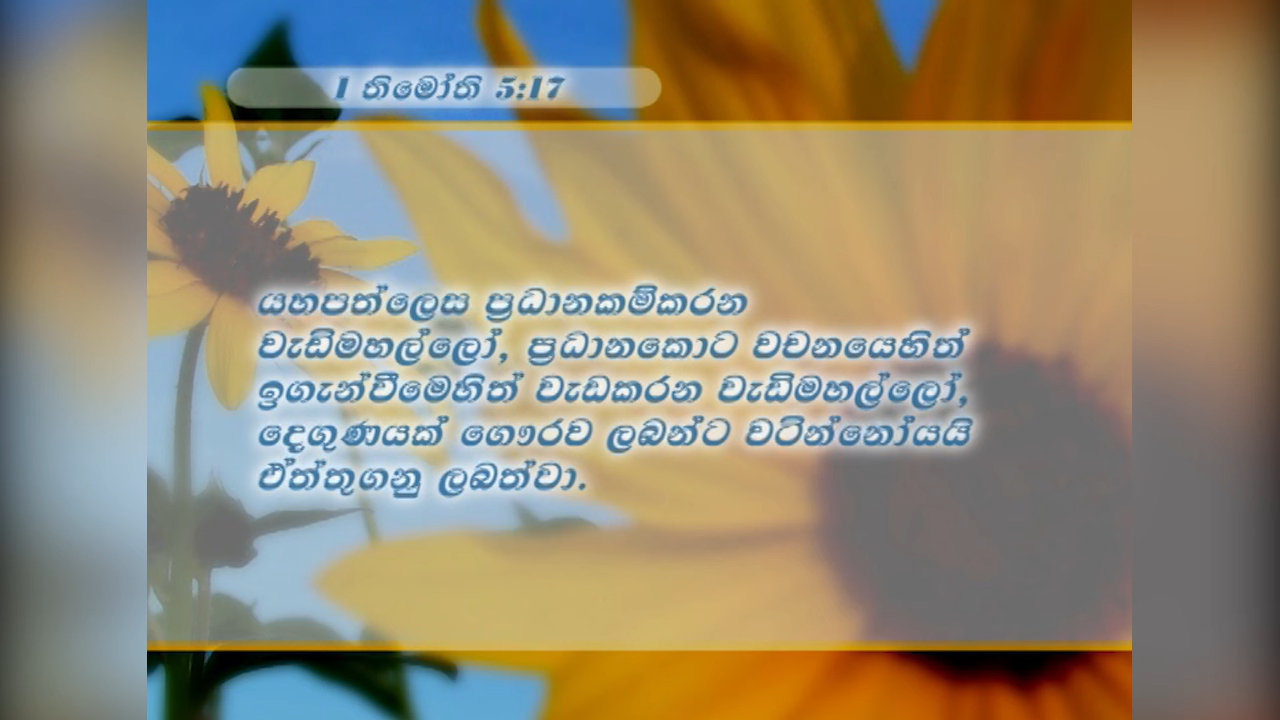 1 තිමෝති 5:17
යහපත්ලෙස ප්‍රධානකම්කරන
වැඩිමහල්ලෝ, ප්‍රධානකොට වචනයෙහිත්
ඉගැන්වීමෙහිත් වැඩකරන වැඩිමහල්ලෝ,
දෙගුණයක් ගෞරව ලබන්ට වටින්නෝයයි
ඒත්තුගනු ලබත්වා.